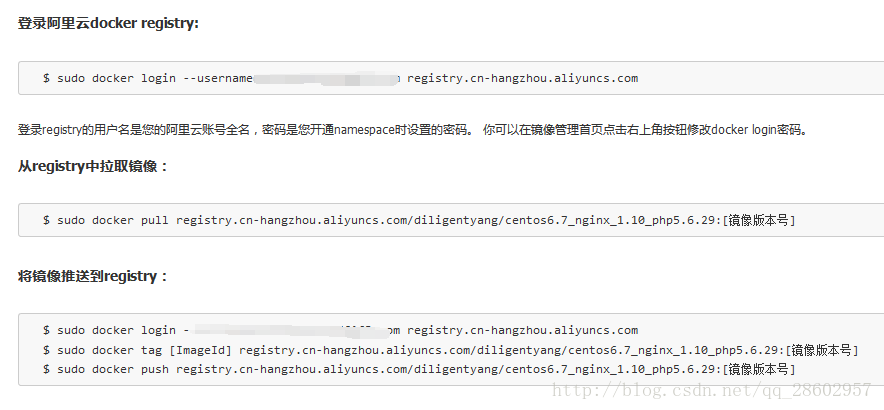 登录阿里云docker registry:
$ sudo docker login --username registry.cn-hangzhou.aliyuncs.com
登录registry的用户名是您的阿里云账号全名，密码是您开通namespace时设置的密码。 你可以在镜像管理首页点击右上角按钮修改docker login密码。
从registry中拉取镜像：
$ sudo docker pull registry.cn-hangzhou.aliyuncs.com/diligentyang/centos6.7_nginx_1.10_php5.6.29:[镜像版本号]
将镜像推送到registry：
$ sudo docker login - om registry.cn-hangzhou.aliyuncs.com
$ sudo docker tag [ImageId] registry.cn-hangzhou.aliyuncs.com/diligentyang/centos6.7_nginx_1.10_php5.6.29:[镜像版本号]
$ sudo docker push registry.cn-hangzhou.aliyuncs.com/diligentyang/centos6.7_nginx_1.10_php5.6.29:[镜像版本号]
http://blog.csdn.net/qq_28602957